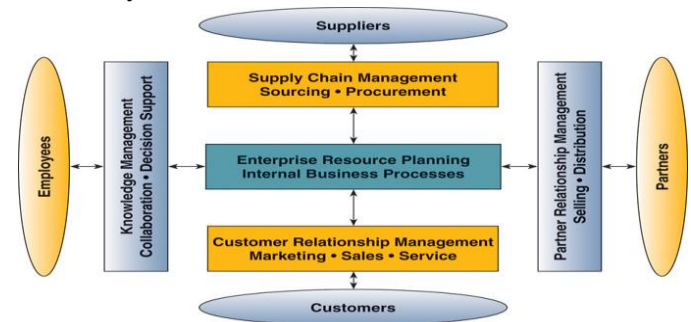 Suppliers
Supply Chain Management
Sourcing • Procurement
Employees
Knowledge Management
Collaboration • Decision Support
Enterprise Resource Planning
Internal Business Processes
Partner Relationship Management
Selling • Distribution
Partners
Customer Relationship Management
Marketing • Sales • Service
Customers